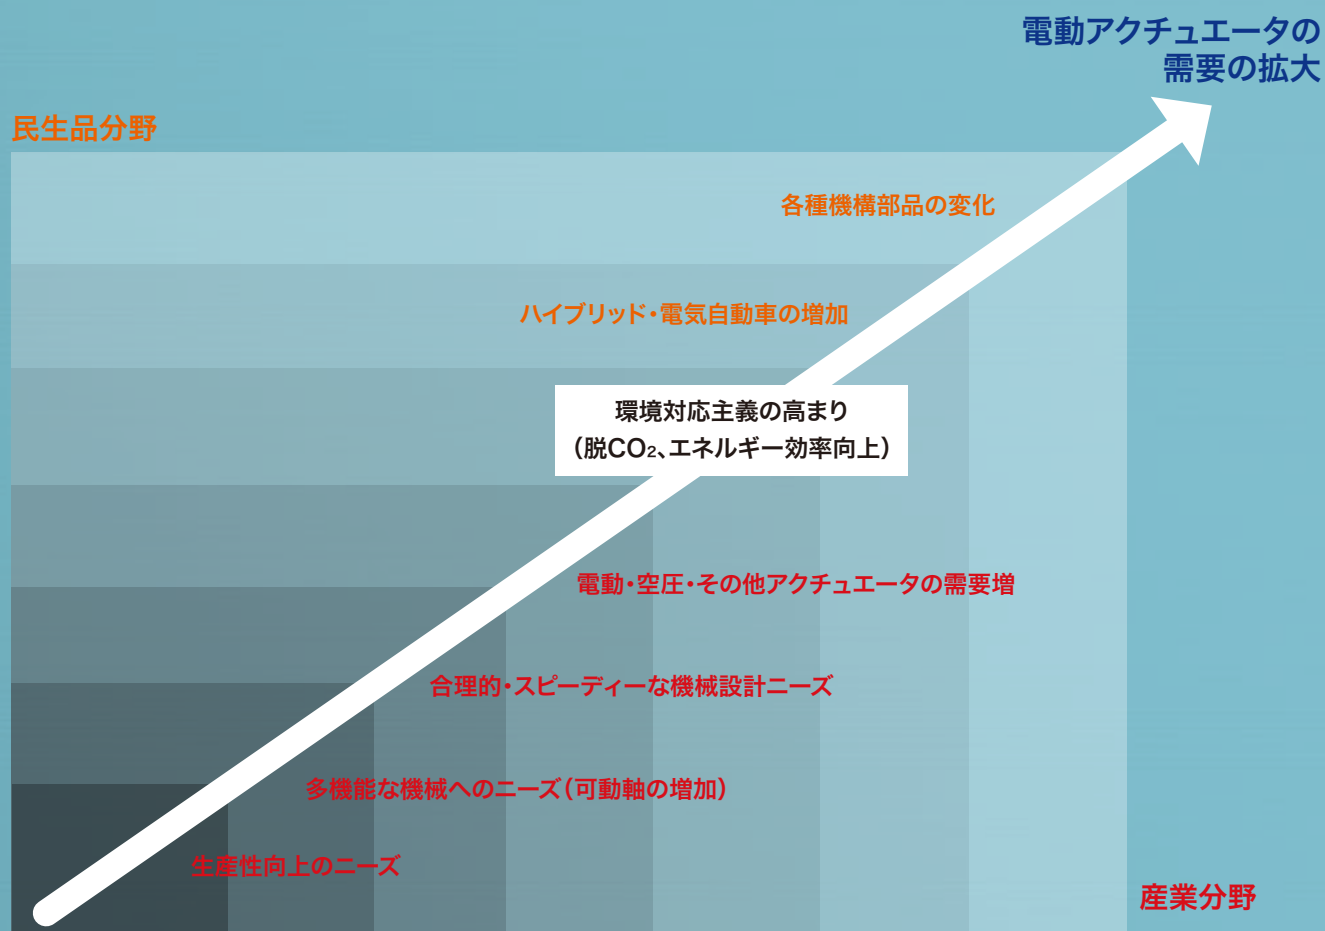 電動アクチュエータの
需要の拡大
民生品分野
各種機構部品の変化
ハイブリッド・電気自動車の増加
環境対応主義の高まり
（脱CO₂、エネルギー効率向上）
電動・空圧・その他アクチュエータの需要増
合理的・スピーディーな機械設計ニーズ
多機能な機械へのニーズ（可動軸の増加）
生産性向上のニーズ
産業分野